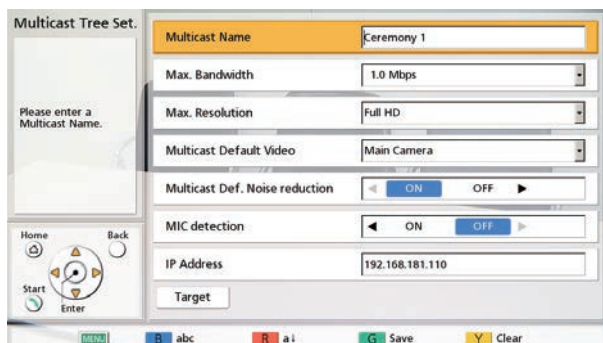 Multicast Tree Set.
Please enter a
Multicast Name.
Multicast Name Ceremony 1
Max. Bandwidth 1.0 Mbps
Max. Resolution Full HD
Multicast Default Video Main Camera
Multicast Def. Noise reduction ON OFF
MIC detection ON OFF
IP Address 192.168.181.110
Target
Home Back
Start
Enter
MENU B abc R a↓ G Save Y Clear